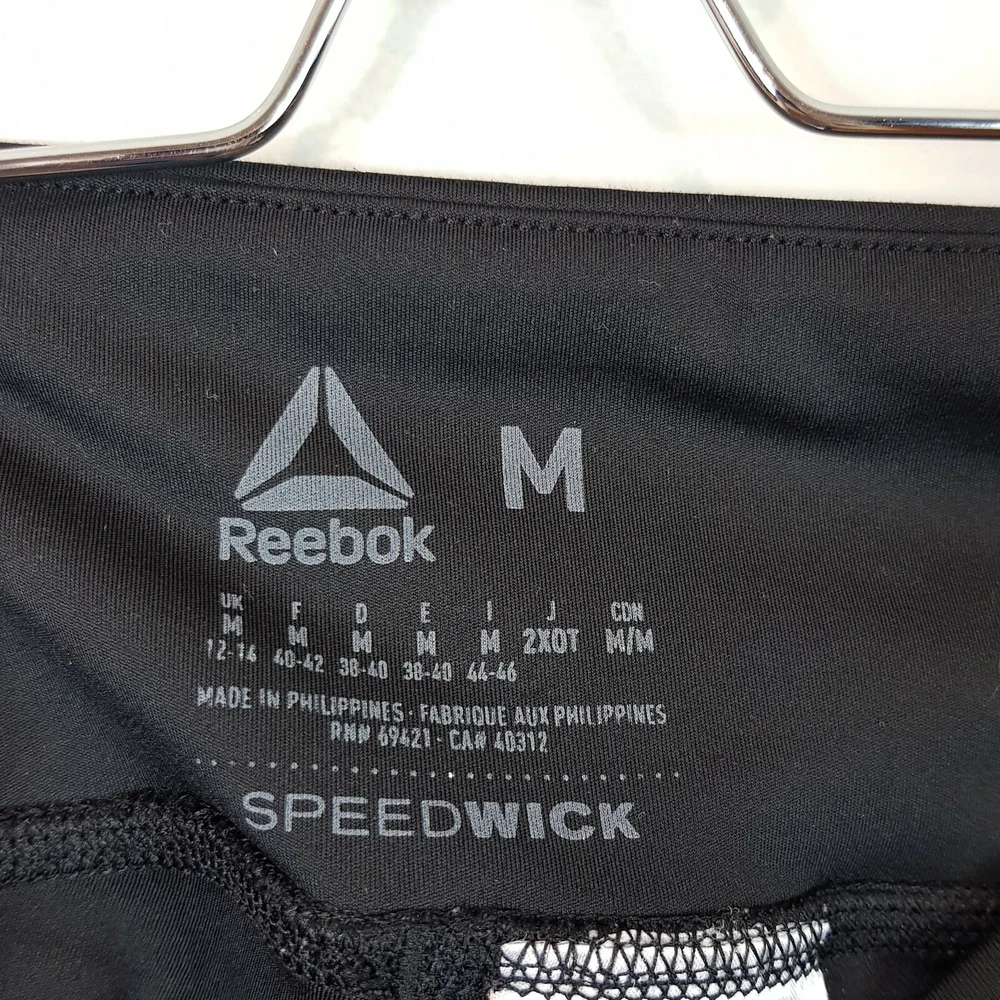 Reebok
M
UK F D E I J CDN
M M M M M 2XOT M/M
12-14 40-42 38-40 38-40 44-46
MADE IN PHILIPPINES · FABRIQUE AUX PHILIPPINES
RN# 69421 · CA# 40312
SPEEDWICK